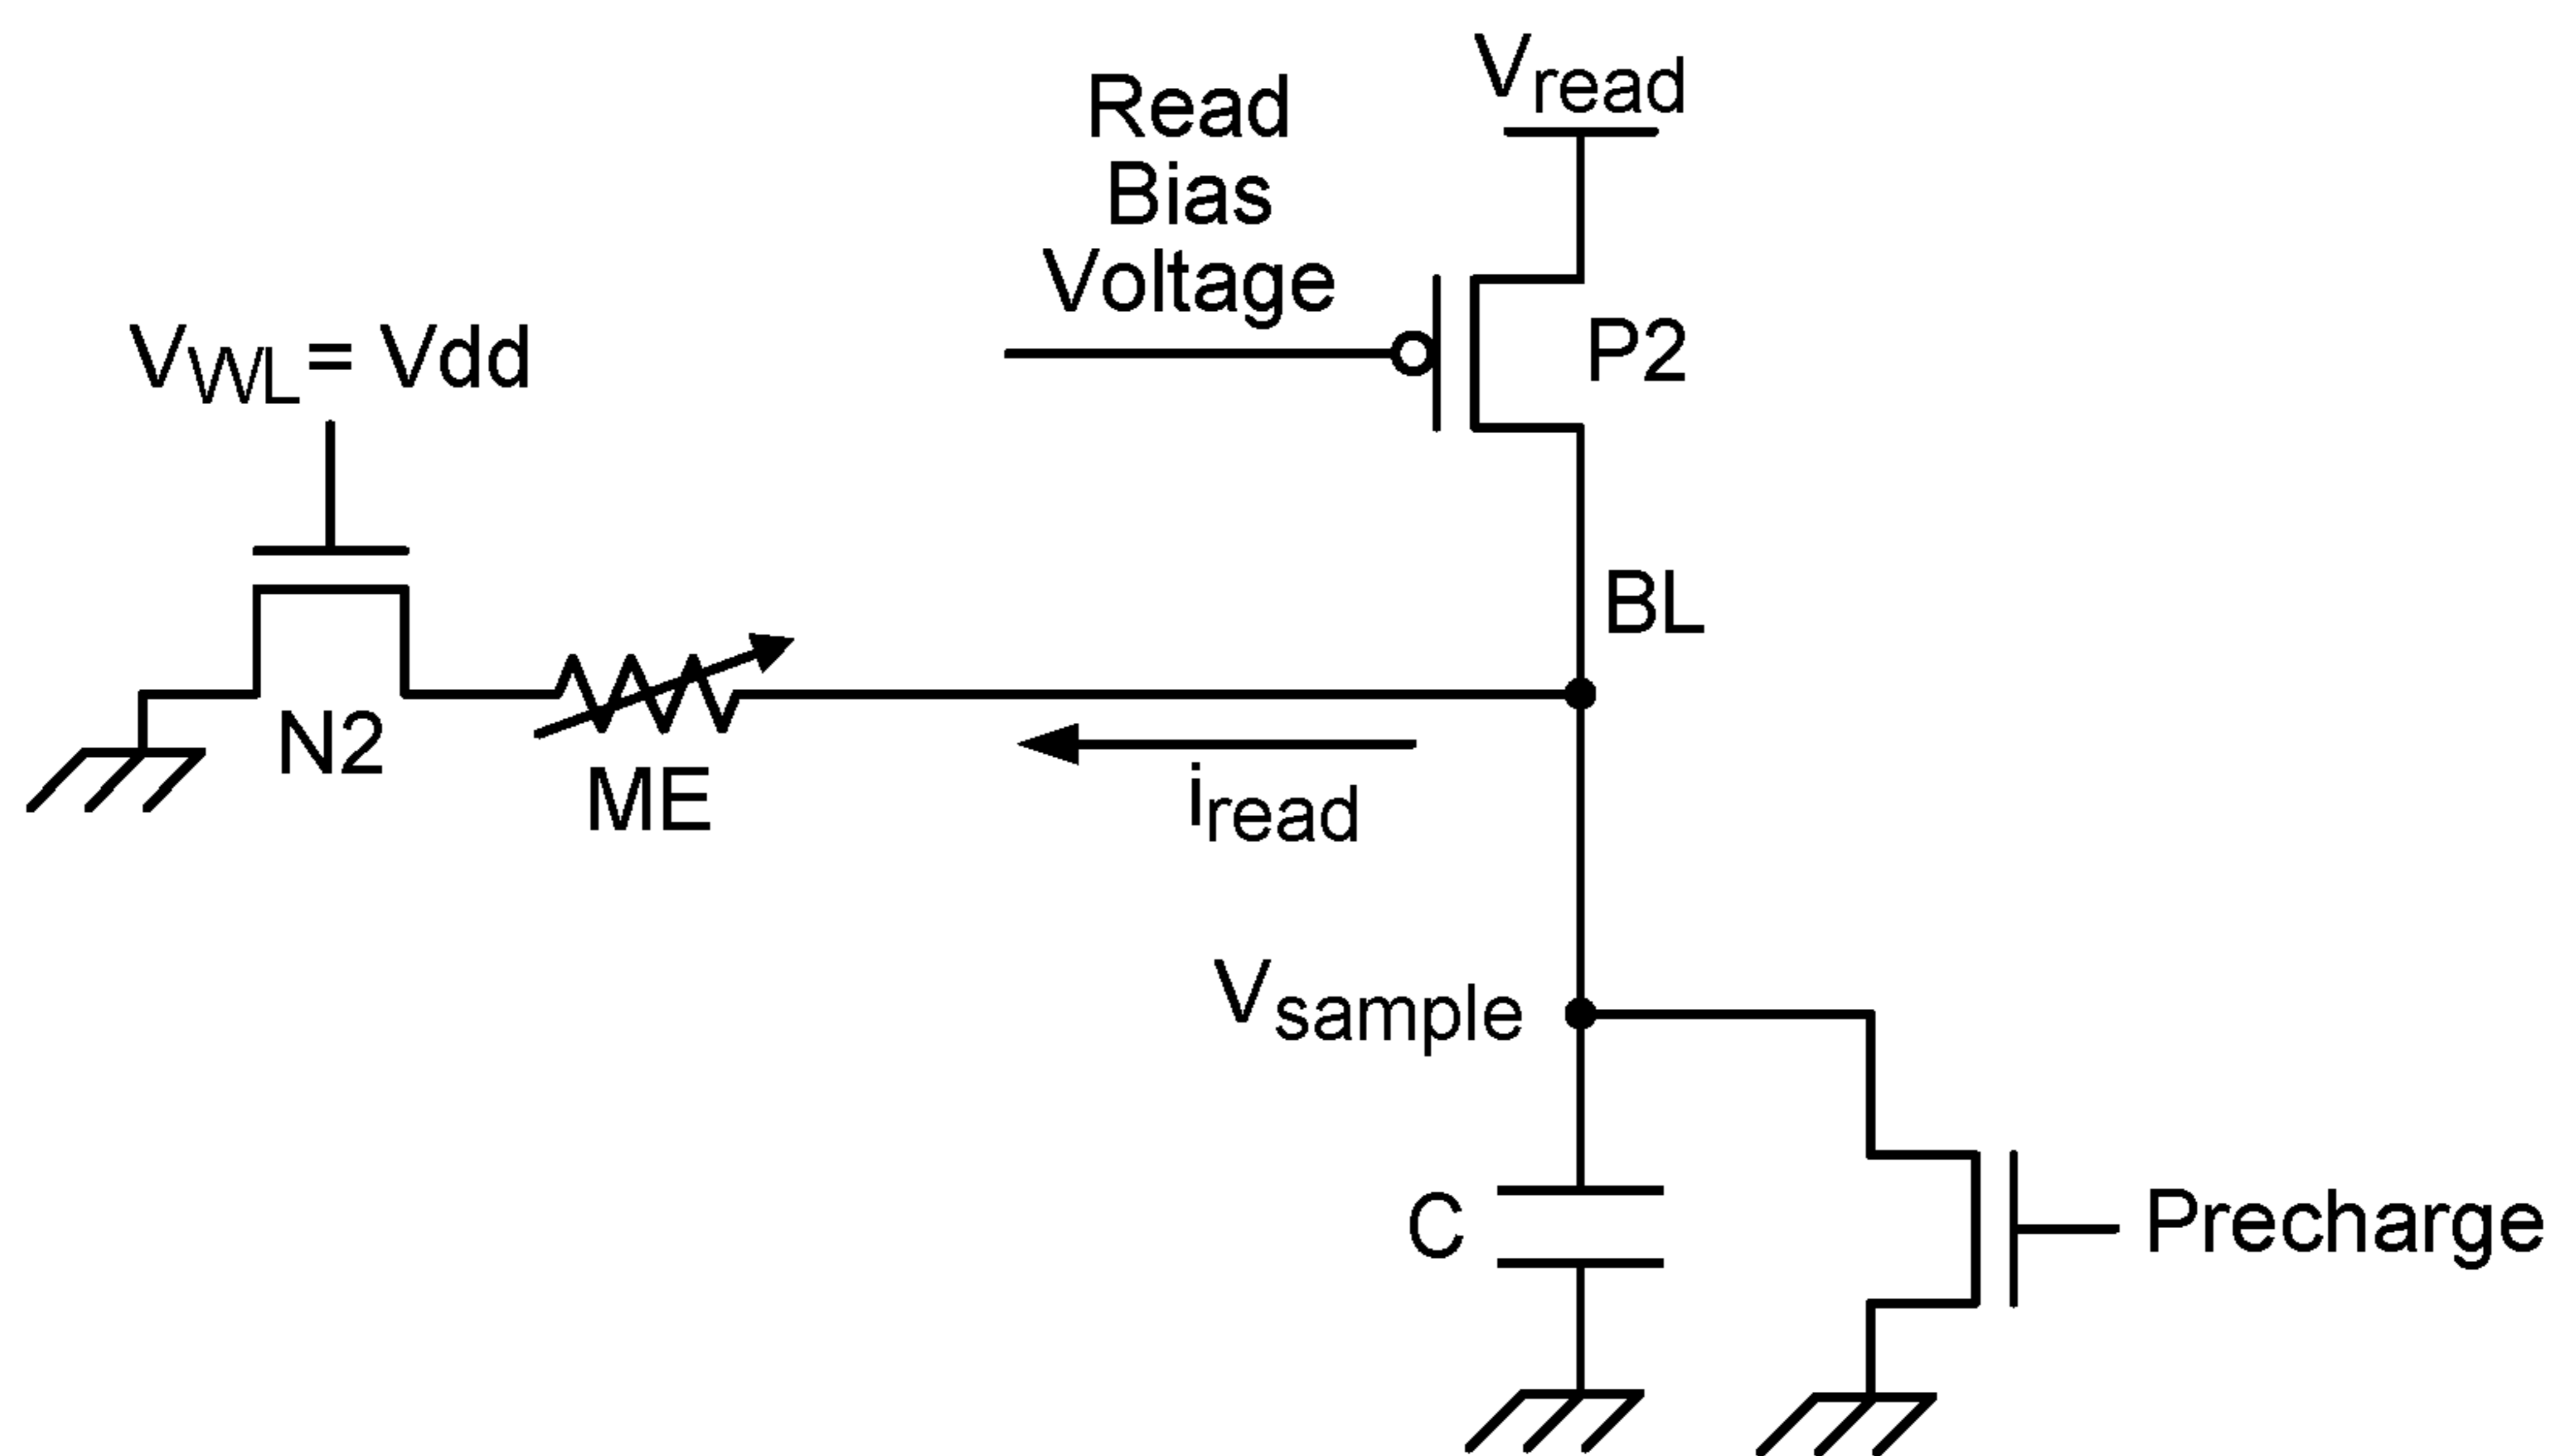 Vread
Read
Bias
Voltage
P2
VWL = Vdd
BL
N2
ME
iread
Vsample
C
Precharge